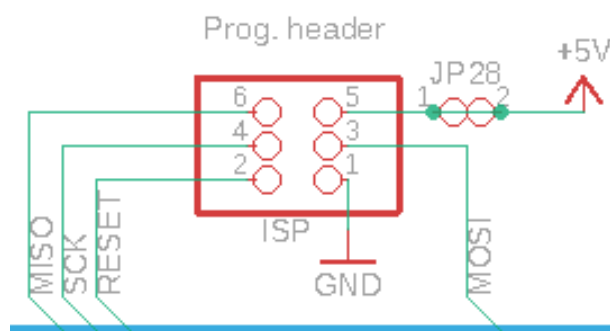 Prog. header
+5V
JP28
6 5 1 2
4 3
2 1
ISP
MISO
SCK
RESET
GND
MOSI